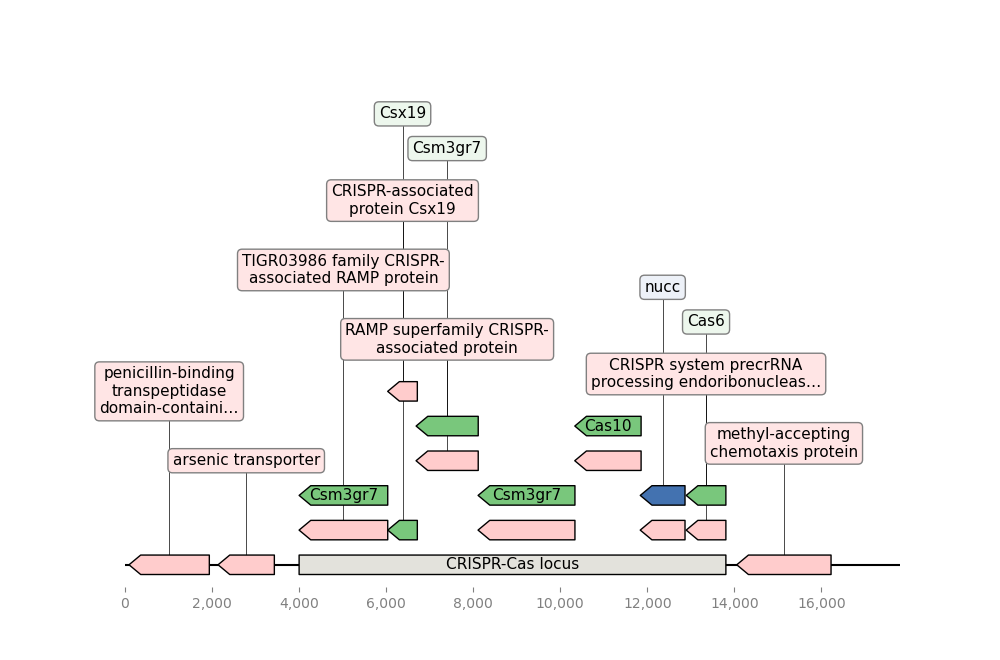 Csx19
Csm3gr7
CRISPR-associated
protein Csx19
TIGR03986 family CRISPR-
associated RAMP protein
nucc
Cas6
RAMP superfamily CRISPR-
associated protein
CRISPR system precrRNA
processing endoribonucleas…
penicillin-binding
transpeptidase
domain-containi…
Cas10
methyl-accepting
chemotaxis protein
arsenic transporter
Csm3gr7
Csm3gr7
CRISPR-Cas locus
0
2,000
4,000
6,000
8,000
10,000
12,000
14,000
16,000